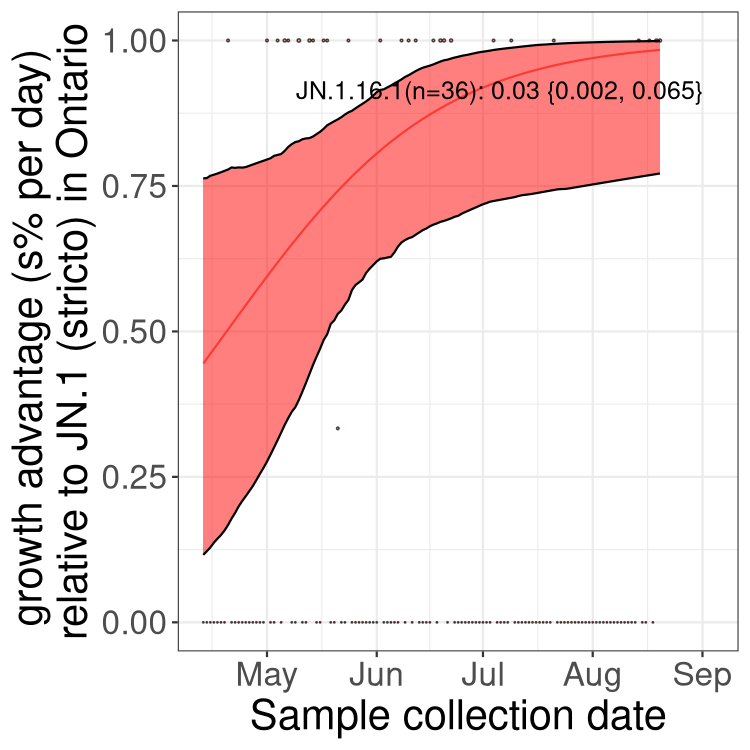 growth advantage (s% per day)
relative to JN.1 (stricto) in Ontario
1.00
0.75
0.50
0.25
0.00
JN.1.16.1(n=36): 0.03 {0.002, 0.065}
May Jun Jul Aug Sep
Sample collection date